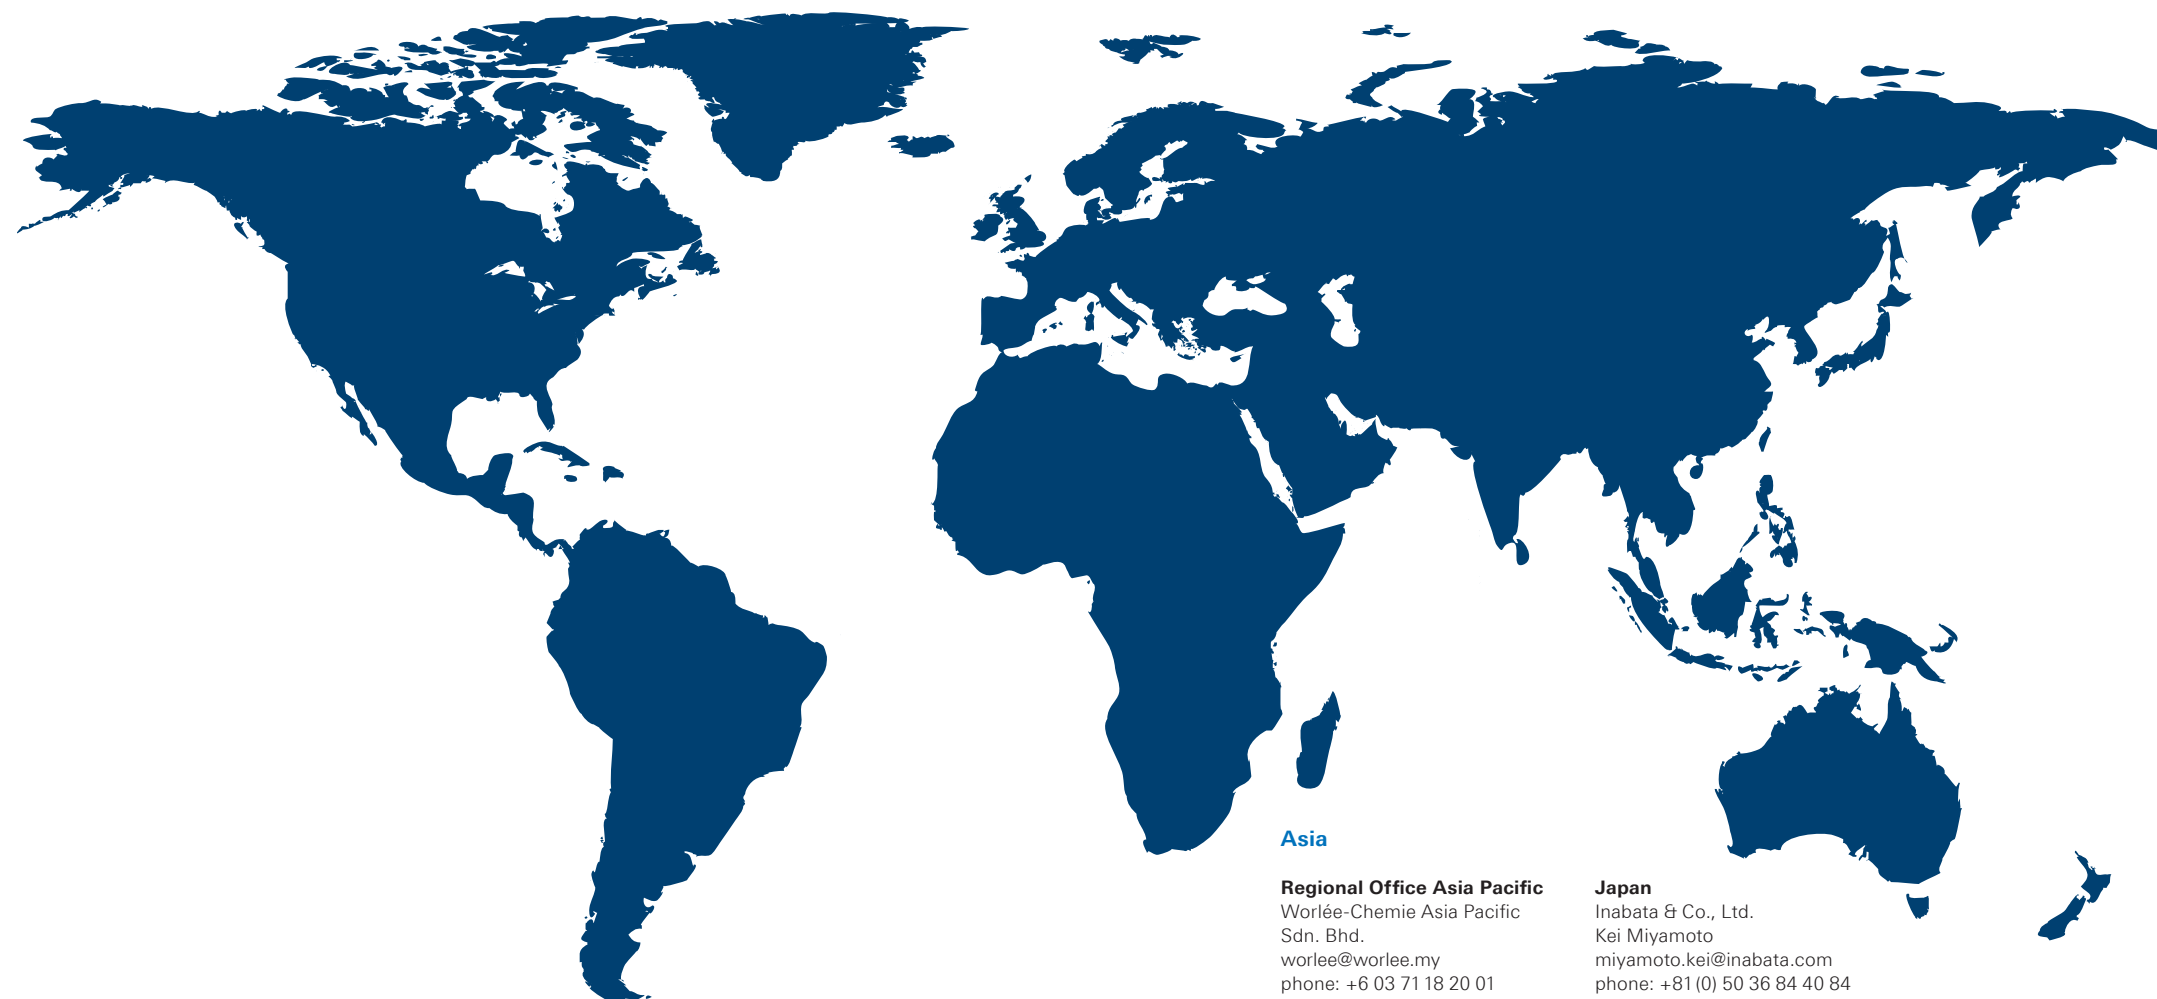 Asia
Regional Office Asia Pacific
Worlée-Chemie Asia Pacific
Sdn. Bhd.
worlee@worlee.my
phone: +6 03 71 18 20 01
Japan
Inabata & Co., Ltd.
Kei Miyamoto
miyamoto.kei@inabata.com
phone: +81 (0) 50 36 84 40 84